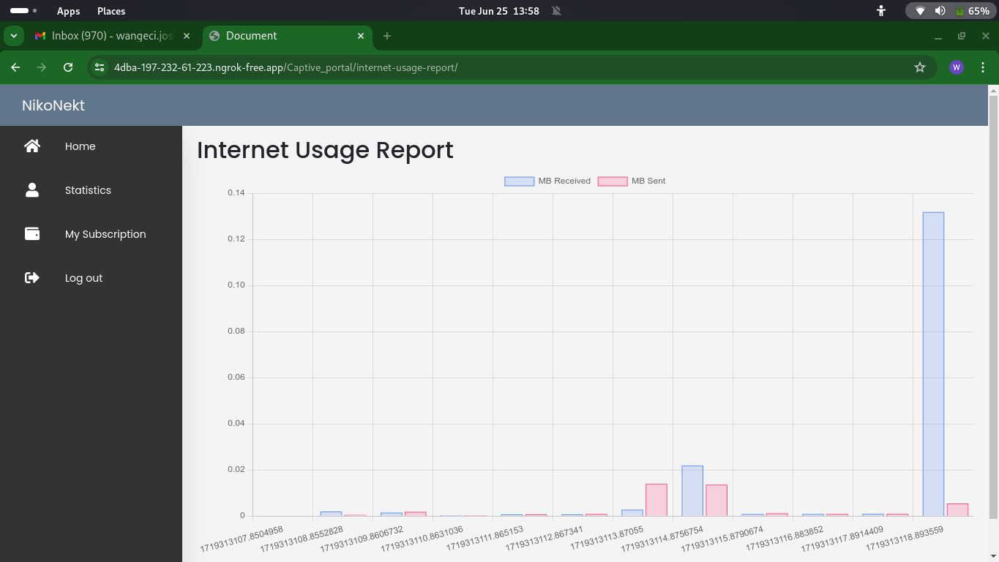 Apps Places Tue Jun 25 13:58 65%
Inbox (970) - wangeci.jos Document
4dba-197-232-61-223.ngrok-free.app/Captive_portal/internet-usage-report/ W
NikoNekt
Home
Statistics
My Subscription
Log out
Internet Usage Report
MB Received MB Sent
0.14
0.12
0.10
0.08
0.06
0.04
0.02
0
1719313107.8504958 1719313108.8552828 1719313109.8606732 1719313110.8631036 1719313111.865153 1719313112.867341 1719313113.87055 1719313114.8756754 1719313115.8790674 1719313116.883852 1719313117.8914409 1719313118.893559